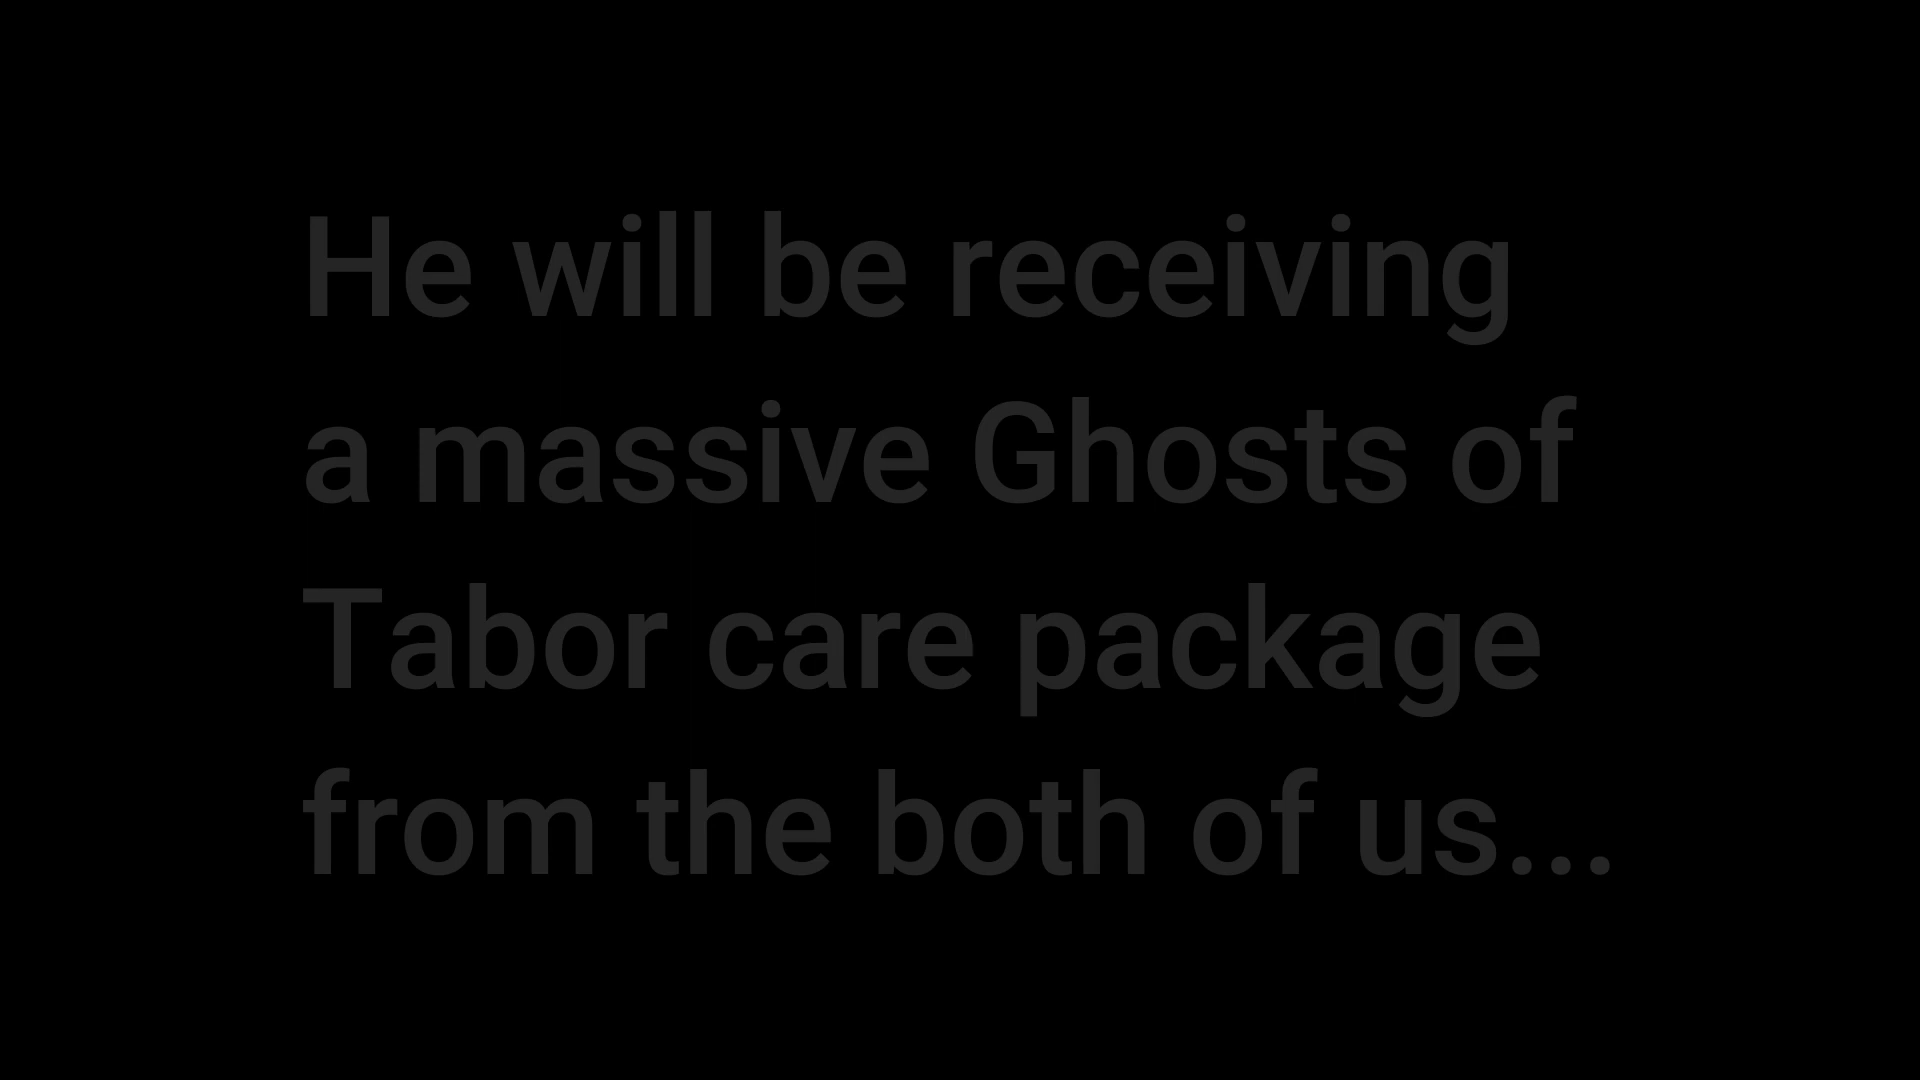 He will be receiving
a massive Ghosts of
Tabor care package
from the both of us...